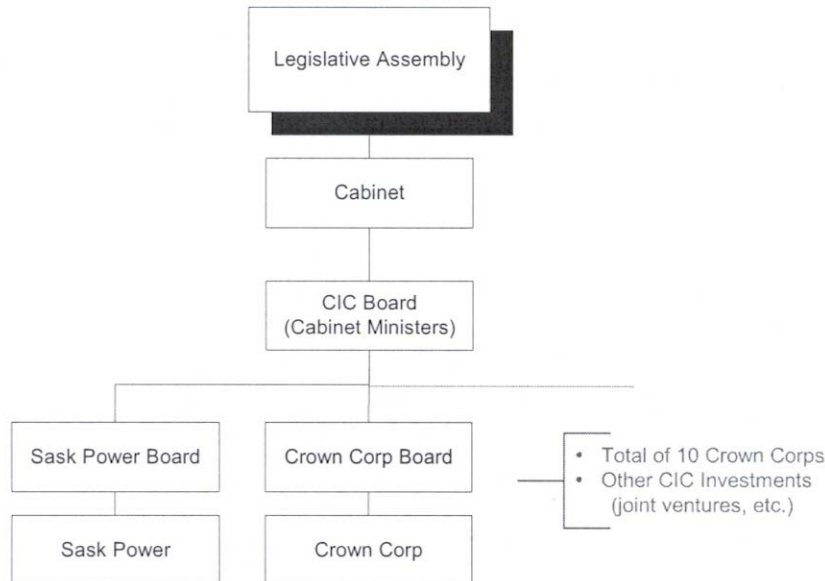 Legislative Assembly
Cabinet
CIC Board
(Cabinet Ministers)
Sask Power Board
Crown Corp Board
• Total of 10 Crown Corps
• Other CIC Investments
(joint ventures, etc.)
Sask Power
Crown Corp